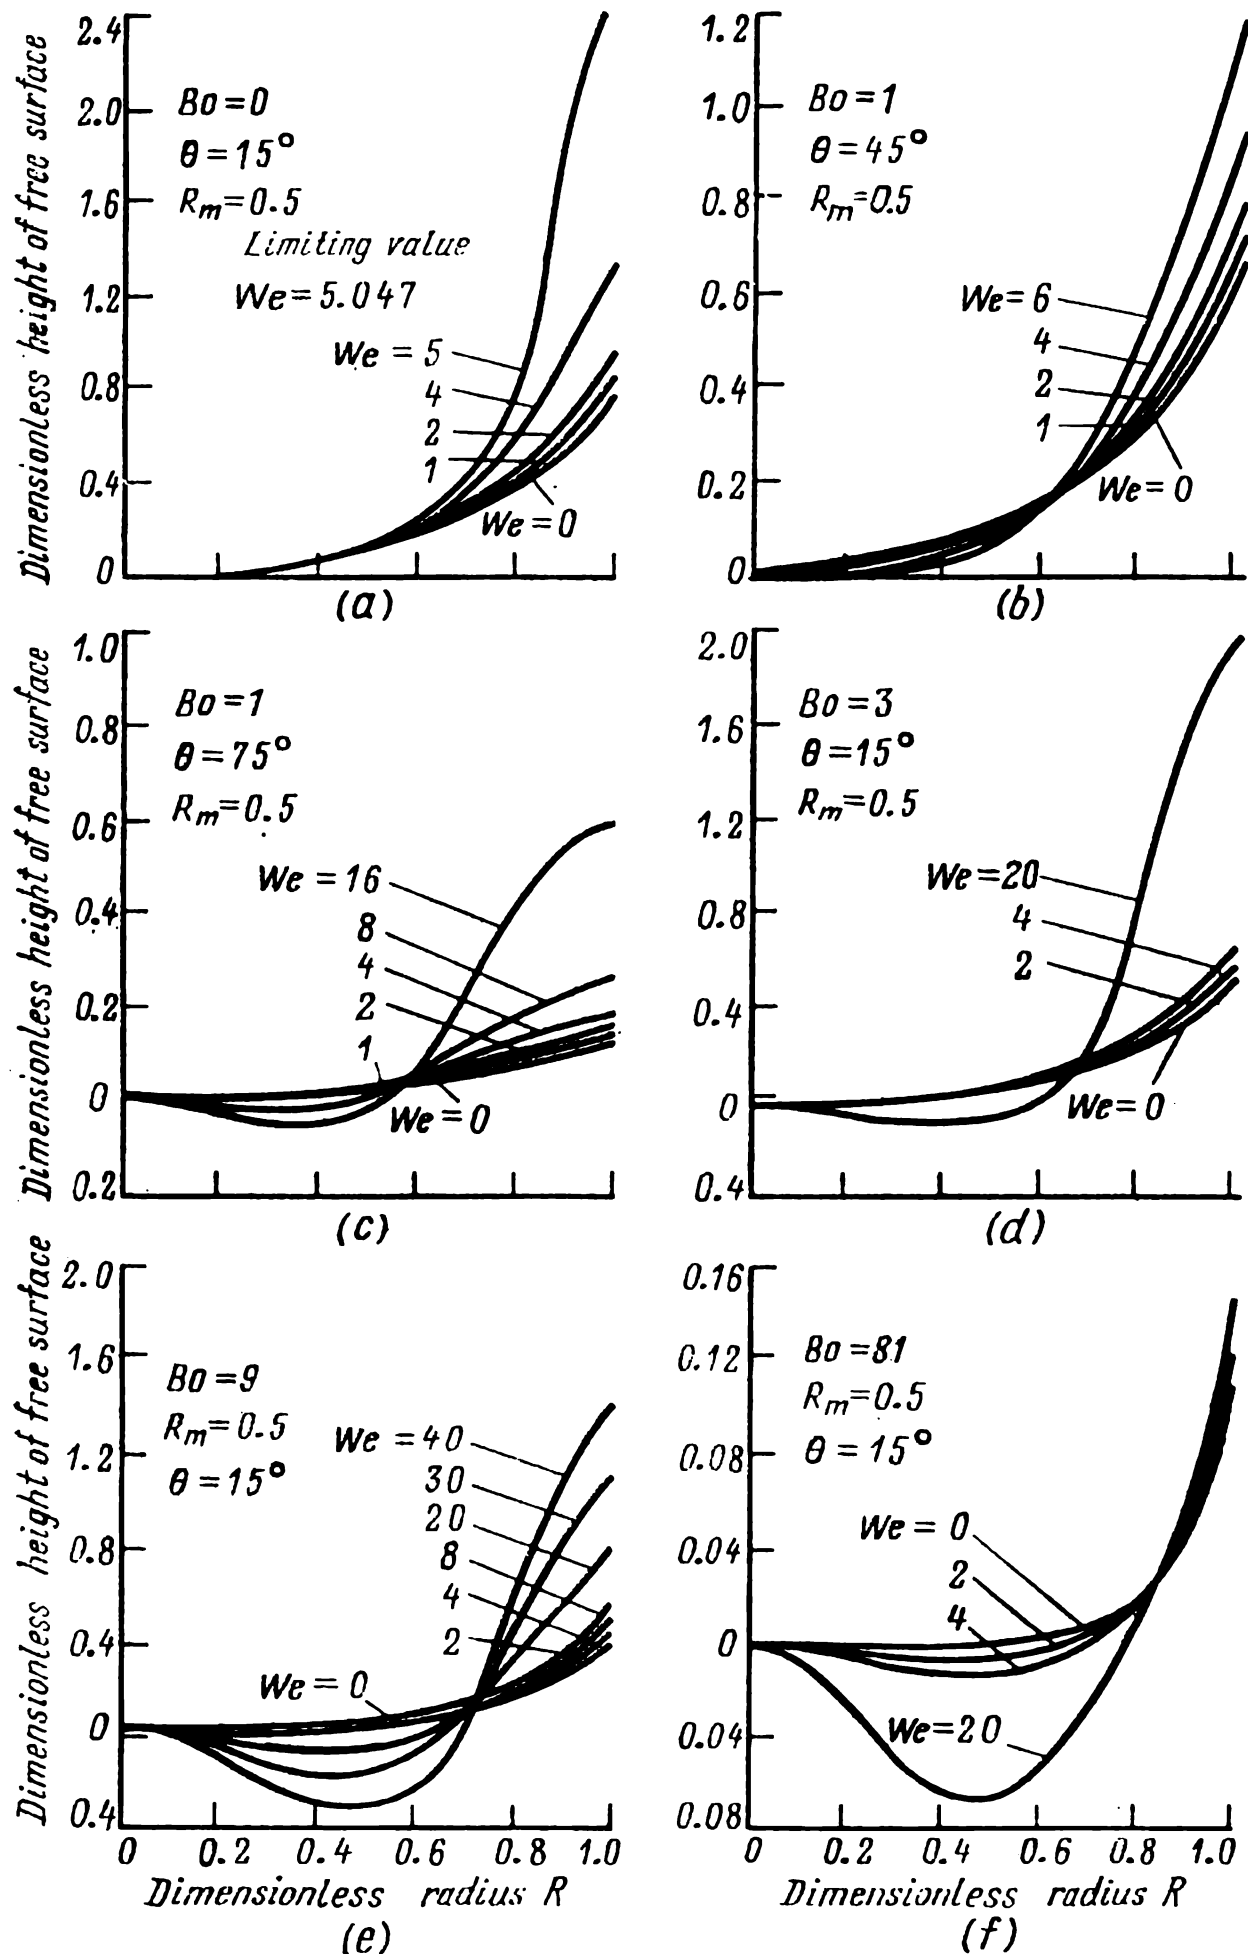 Dimensionless height of free surface
2.4
2.0
1.6
1.2
0.8
0.4
0
Bo=0
θ=15°
Rm=0.5
Limiting value
We=5.047
We = 5
4
2
1
We=0
(a)
1.2
1.0
0.8
0.6
0.4
0.2
0
Bo=1
θ=45°
Rm=0.5
We=6
4
2
1
We=0
(b)
Dimensionless height of free surface
1.0
0.8
0.6
0.4
0.2
0
0.2
Bo=1
θ=75°
Rm=0.5
We=16
8
4
2
1
We=0
(c)
2.0
1.6
1.2
0.8
0.4
0
0.4
Bo=3
θ=15°
Rm=0.5
We=20
4
2
We=0
(d)
Dimensionless height of free surface
2.0
1.6
1.2
0.8
0.4
0
0.4
Bo=9
Rm=0.5
θ=15°
We=40
30
20
8
4
2
We=0
0 0.2 0.4 0.6 0.8 1.0
Dimensionless radius R
(e)
0.16
0.12
0.08
0.04
0
0.04
0.08
Bo=81
Rm=0.5
θ=15°
We=0
2
4
We=20
0 0.2 0.4 0.6 0.8 1.0
Dimensionless radius R
(f)